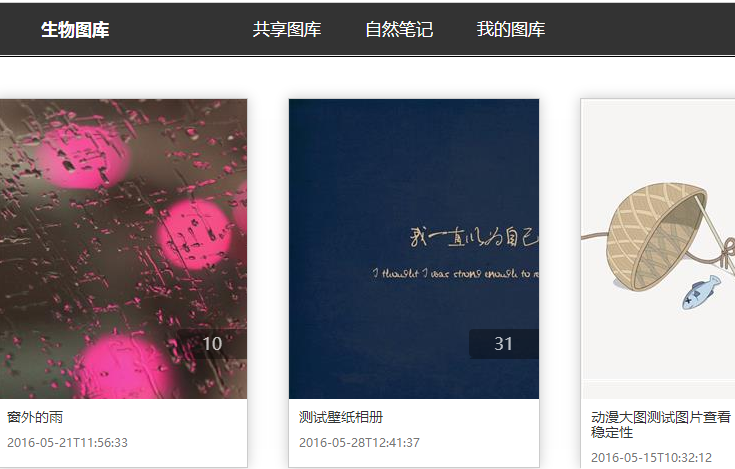 生物图库 共享图库 自然笔记 我的图库
我一直以为自己
I thought I was strong enough to
10
31
窗外的雨
2016-05-21T11:56:33
测试壁纸相册
2016-05-28T12:41:37
动漫大图测试图片查看
稳定性
2016-05-15T10:32:12